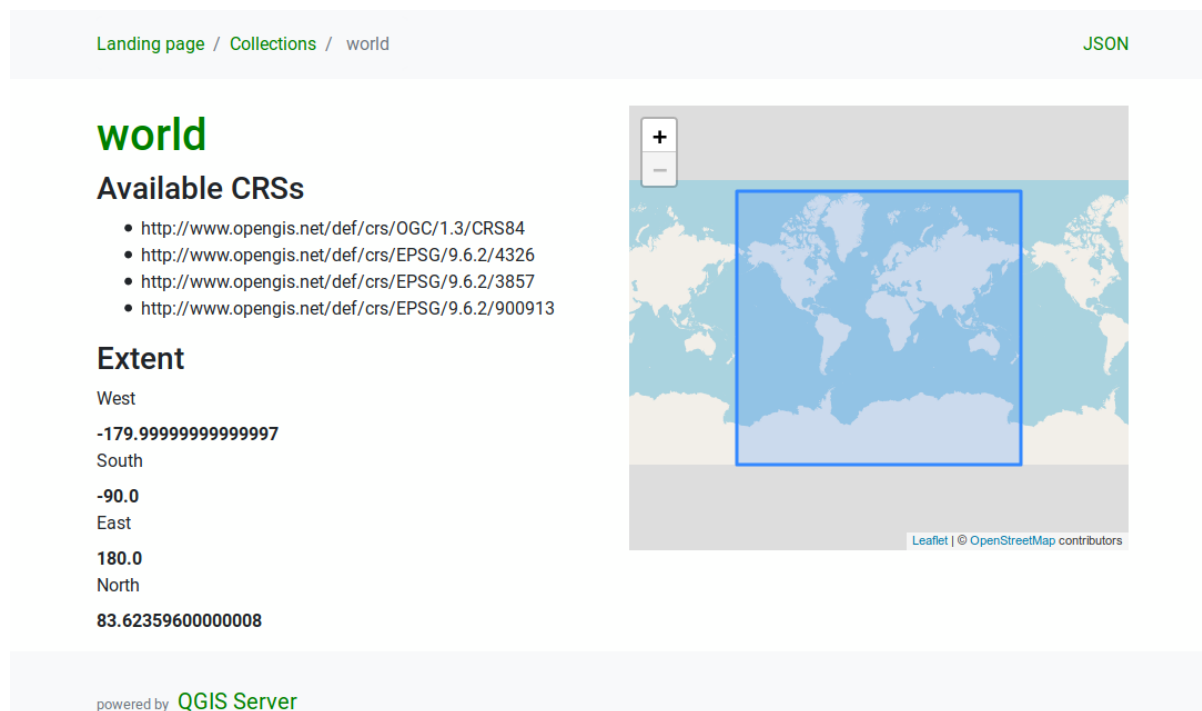 Landing page / Collections / world
JSON
world
Available CRSs
http://www.opengis.net/def/crs/OGC/1.3/CRS84
http://www.opengis.net/def/crs/EPSG/9.6.2/4326
http://www.opengis.net/def/crs/EPSG/9.6.2/3857
http://www.opengis.net/def/crs/EPSG/9.6.2/900913
Extent
West
-179.99999999999997
South
-90.0
East
180.0
North
83.62359600000008
+
−
Leaflet | © OpenStreetMap contributors
powered by QGIS Server